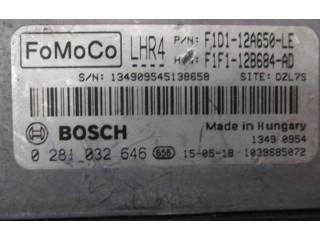 FoMoCo LHR4 P/N: F1D1-12A650-LE
H/N: F1F1-12B684-AD
S/N: 134909545138658 SITE: DZL7S
BOSCH Made in Hungary
1349 0954
0 281 032 646 656 15-05-18 1039S85072